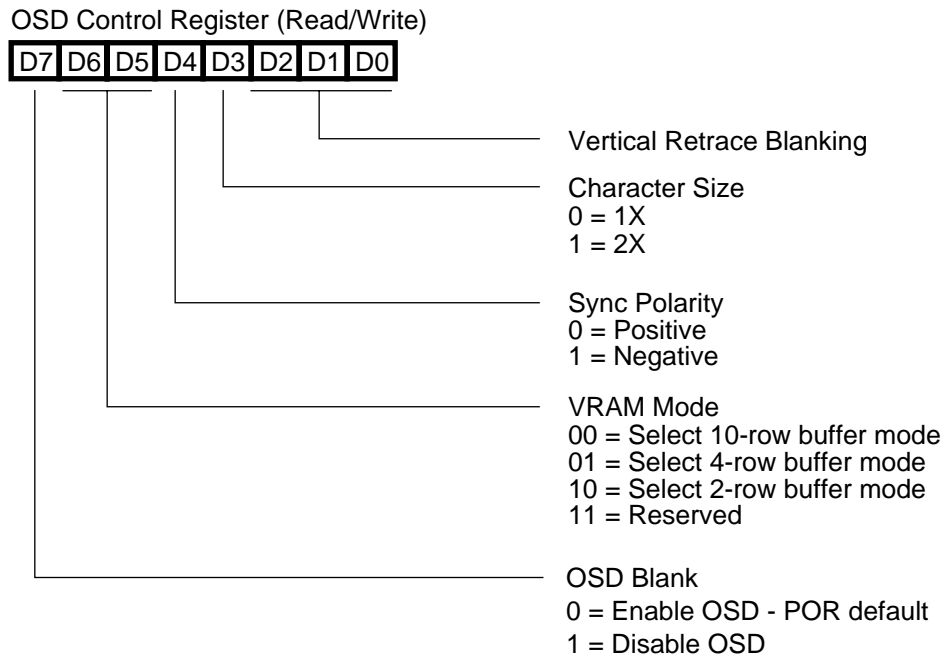 OSD Control Register (Read/Write)
D7 D6 D5 D4 D3 D2 D1 D0
Vertical Retrace Blanking
Character Size
0 = 1X
1 = 2X
Sync Polarity
0 = Positive
1 = Negative
VRAM Mode
00 = Select 10-row buffer mode
01 = Select 4-row buffer mode
10 = Select 2-row buffer mode
11 = Reserved
OSD Blank
0 = Enable OSD - POR default
1 = Disable OSD